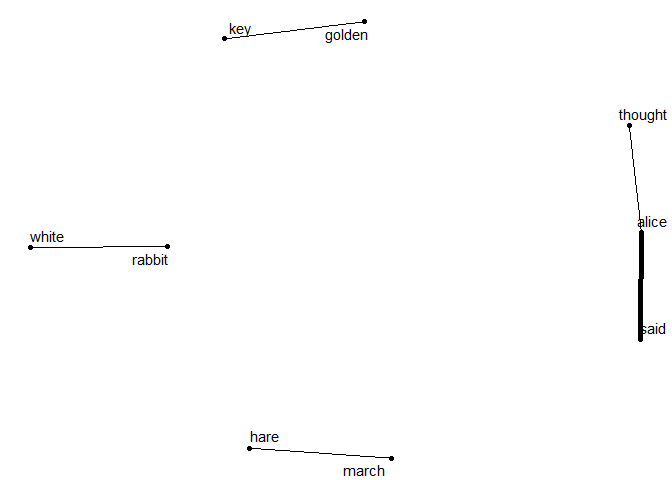 key
golden
thought
alice
white
rabbit
said
hare
march